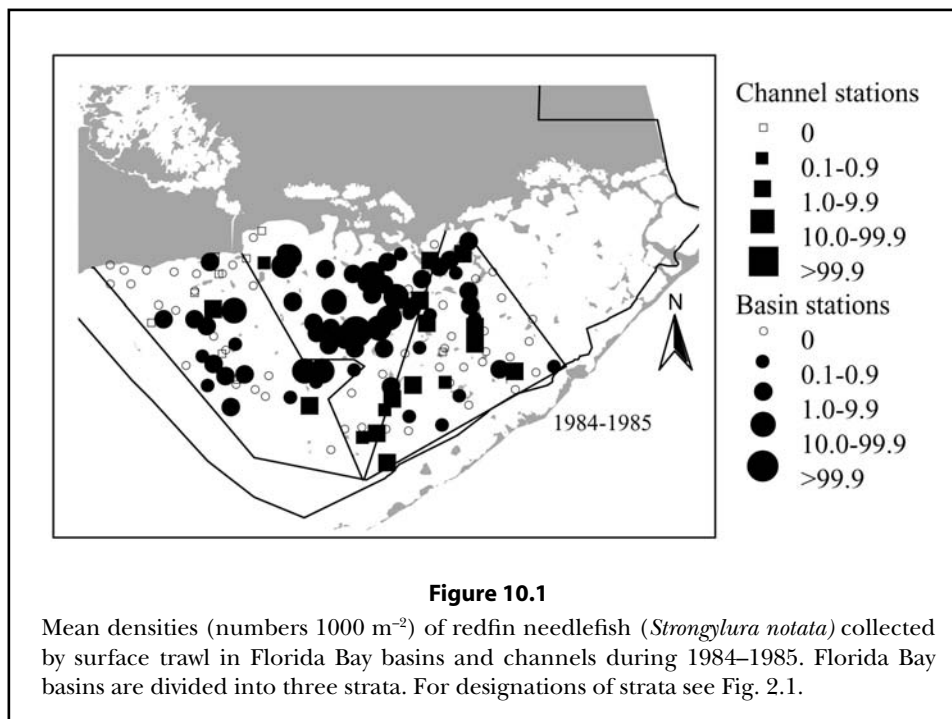 Channel stations
0
0.1-0.9
1.0-9.9
10.0-99.9
>99.9
Basin stations
0
0.1-0.9
1.0-9.9
10.0-99.9
>99.9
N
1984-1985
Figure 10.1
Mean densities (numbers 1000 m⁻²) of redfin needlefish (Strongylura notata) collected
by surface trawl in Florida Bay basins and channels during 1984–1985. Florida Bay
basins are divided into three strata. For designations of strata see Fig. 2.1.